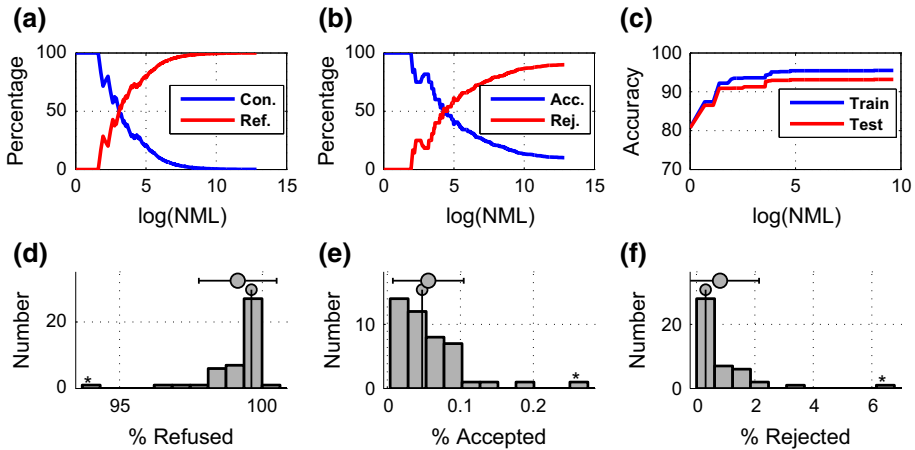 (a)
Percentage
100
50
0
Con.
Ref.
0
5
10
15
log(NML)
(b)
Percentage
100
50
0
Acc.
Rej.
0
5
10
15
log(NML)
(c)
Accuracy
100
90
80
70
Train
Test
0
5
10
log(NML)
(d)
Number
20
0
*
95
100
% Refused
(e)
Number
10
0
*
0
0.1
0.2
% Accepted
(f)
Number
20
0
*
0
2
4
6
% Rejected